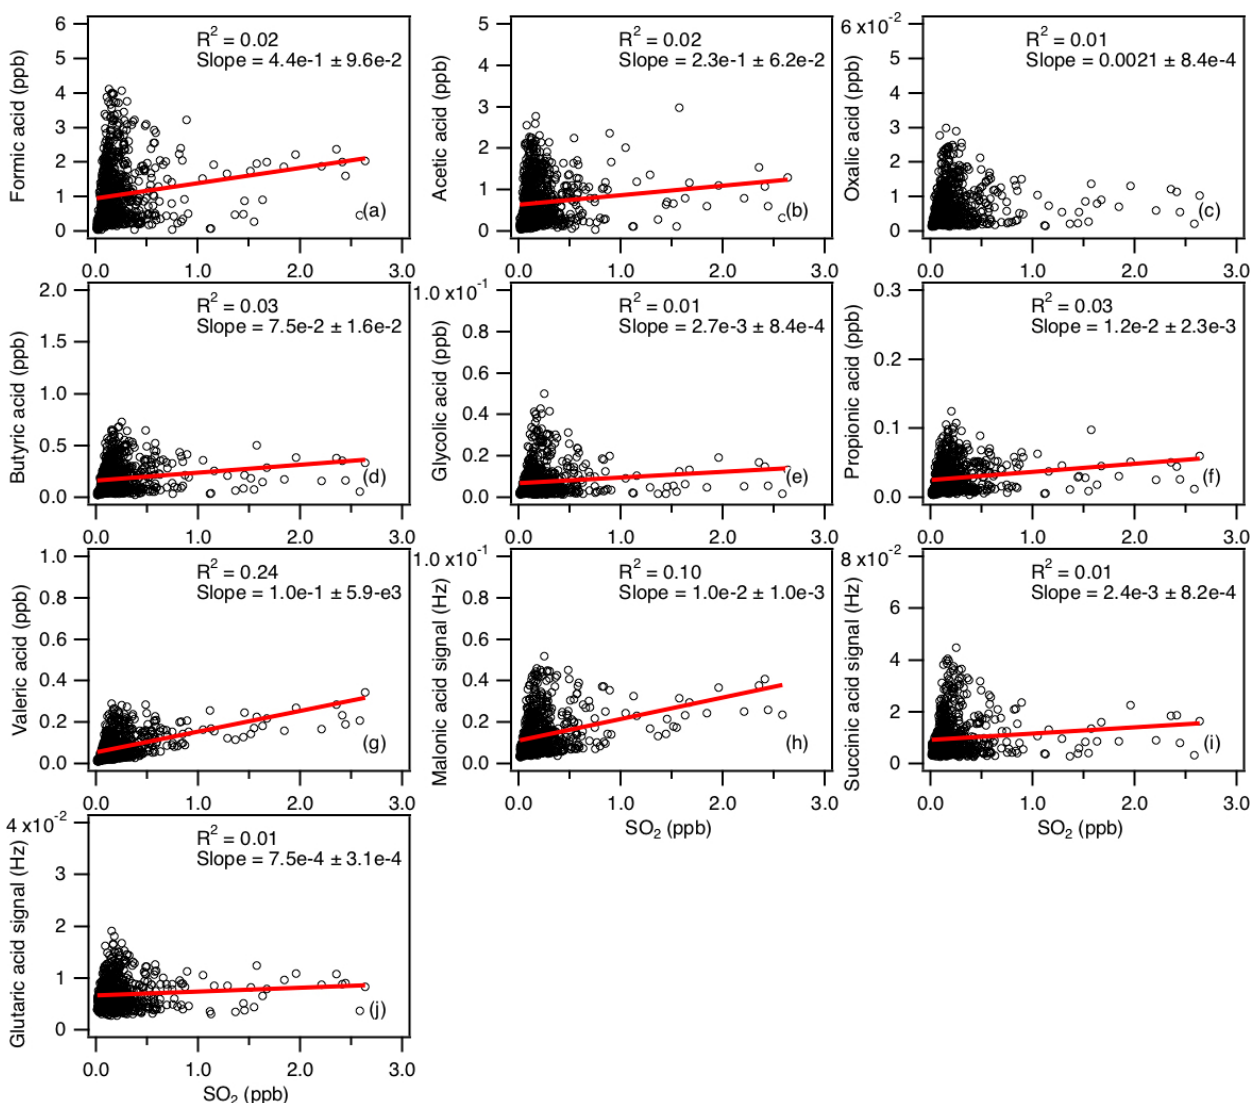 Formic acid (ppb)
6
5
4
3
2
1
0
R2 = 0.02
Slope = 4.4e-1 ± 9.6e-2
(a)
0.0 1.0 2.0 3.0
Acetic acid (ppb)
5
4
3
2
1
0
R2 = 0.02
Slope = 2.3e-1 ± 6.2e-2
(b)
0.0 1.0 2.0 3.0
Oxalic acid (ppb)
6 x10-2
5
4
3
2
1
0
R2 = 0.01
Slope = 0.0021 ± 8.4e-4
(c)
0.0 1.0 2.0 3.0
Butyric acid (ppb)
2.0
1.5
1.0
0.5
0.0
R2 = 0.03
Slope = 7.5e-2 ± 1.6e-2
(d)
0.0 1.0 2.0 3.0
Glycolic acid (ppb)
1.0 x10-1
0.8
0.6
0.4
0.2
0.0
R2 = 0.01
Slope = 2.7e-3 ± 8.4e-4
(e)
0.0 1.0 2.0 3.0
Propionic acid (ppb)
0.3
0.2
0.1
0.0
R2 = 0.03
Slope = 1.2e-2 ± 2.3e-3
(f)
0.0 1.0 2.0 3.0
Valeric acid (ppb)
1.0
0.8
0.6
0.4
0.2
0.0
R2 = 0.24
Slope = 1.0e-1 ± 5.9-e3
(g)
0.0 1.0 2.0 3.0
Malonic acid signal (Hz)
1.0 x10-1
0.8
0.6
0.4
0.2
0.0
R2 = 0.10
Slope = 1.0e-2 ± 1.0e-3
(h)
0.0 1.0 2.0 3.0
SO2 (ppb)
Succinic acid signal (Hz)
8 x10-2
6
4
2
0
R2 = 0.01
Slope = 2.4e-3 ± 8.2e-4
(i)
0.0 1.0 2.0 3.0
SO2 (ppb)
Glutaric acid signal (Hz)
4 x10-2
3
2
1
0
R2 = 0.01
Slope = 7.5e-4 ± 3.1e-4
(j)
0.0 1.0 2.0 3.0
SO2 (ppb)